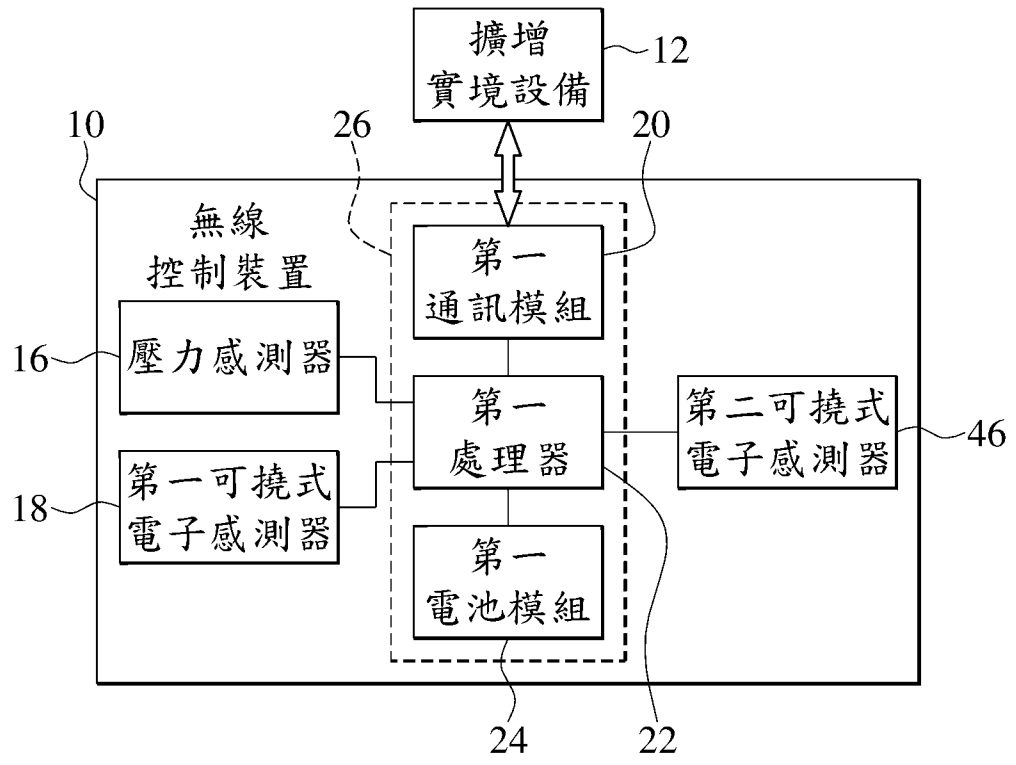 擴增
實境設備
12
10
26
20
無線
控制裝置
第一
通訊模組
16
壓力感測器
第一
處理器
第二可撓式
電子感測器
46
18
第一可撓式
電子感測器
第一
電池模組
24
22